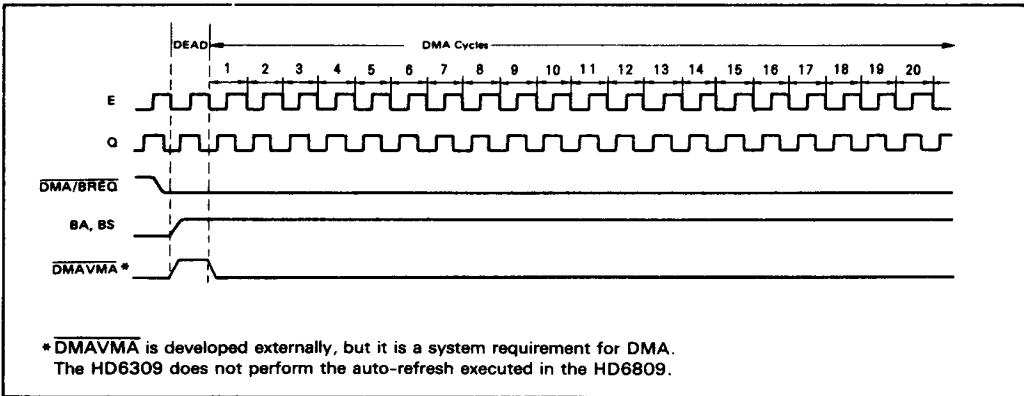 DEAD DMA Cycles
1 2 3 4 5 6 7 8 9 10 11 12 13 14 15 16 17 18 19 20
E
Q
DMA/BREQ
BA, BS
DMAVMA*
* DMAVMA is developed externally, but it is a system requirement for DMA.
The HD6309 does not perform the auto-refresh executed in the HD6809.